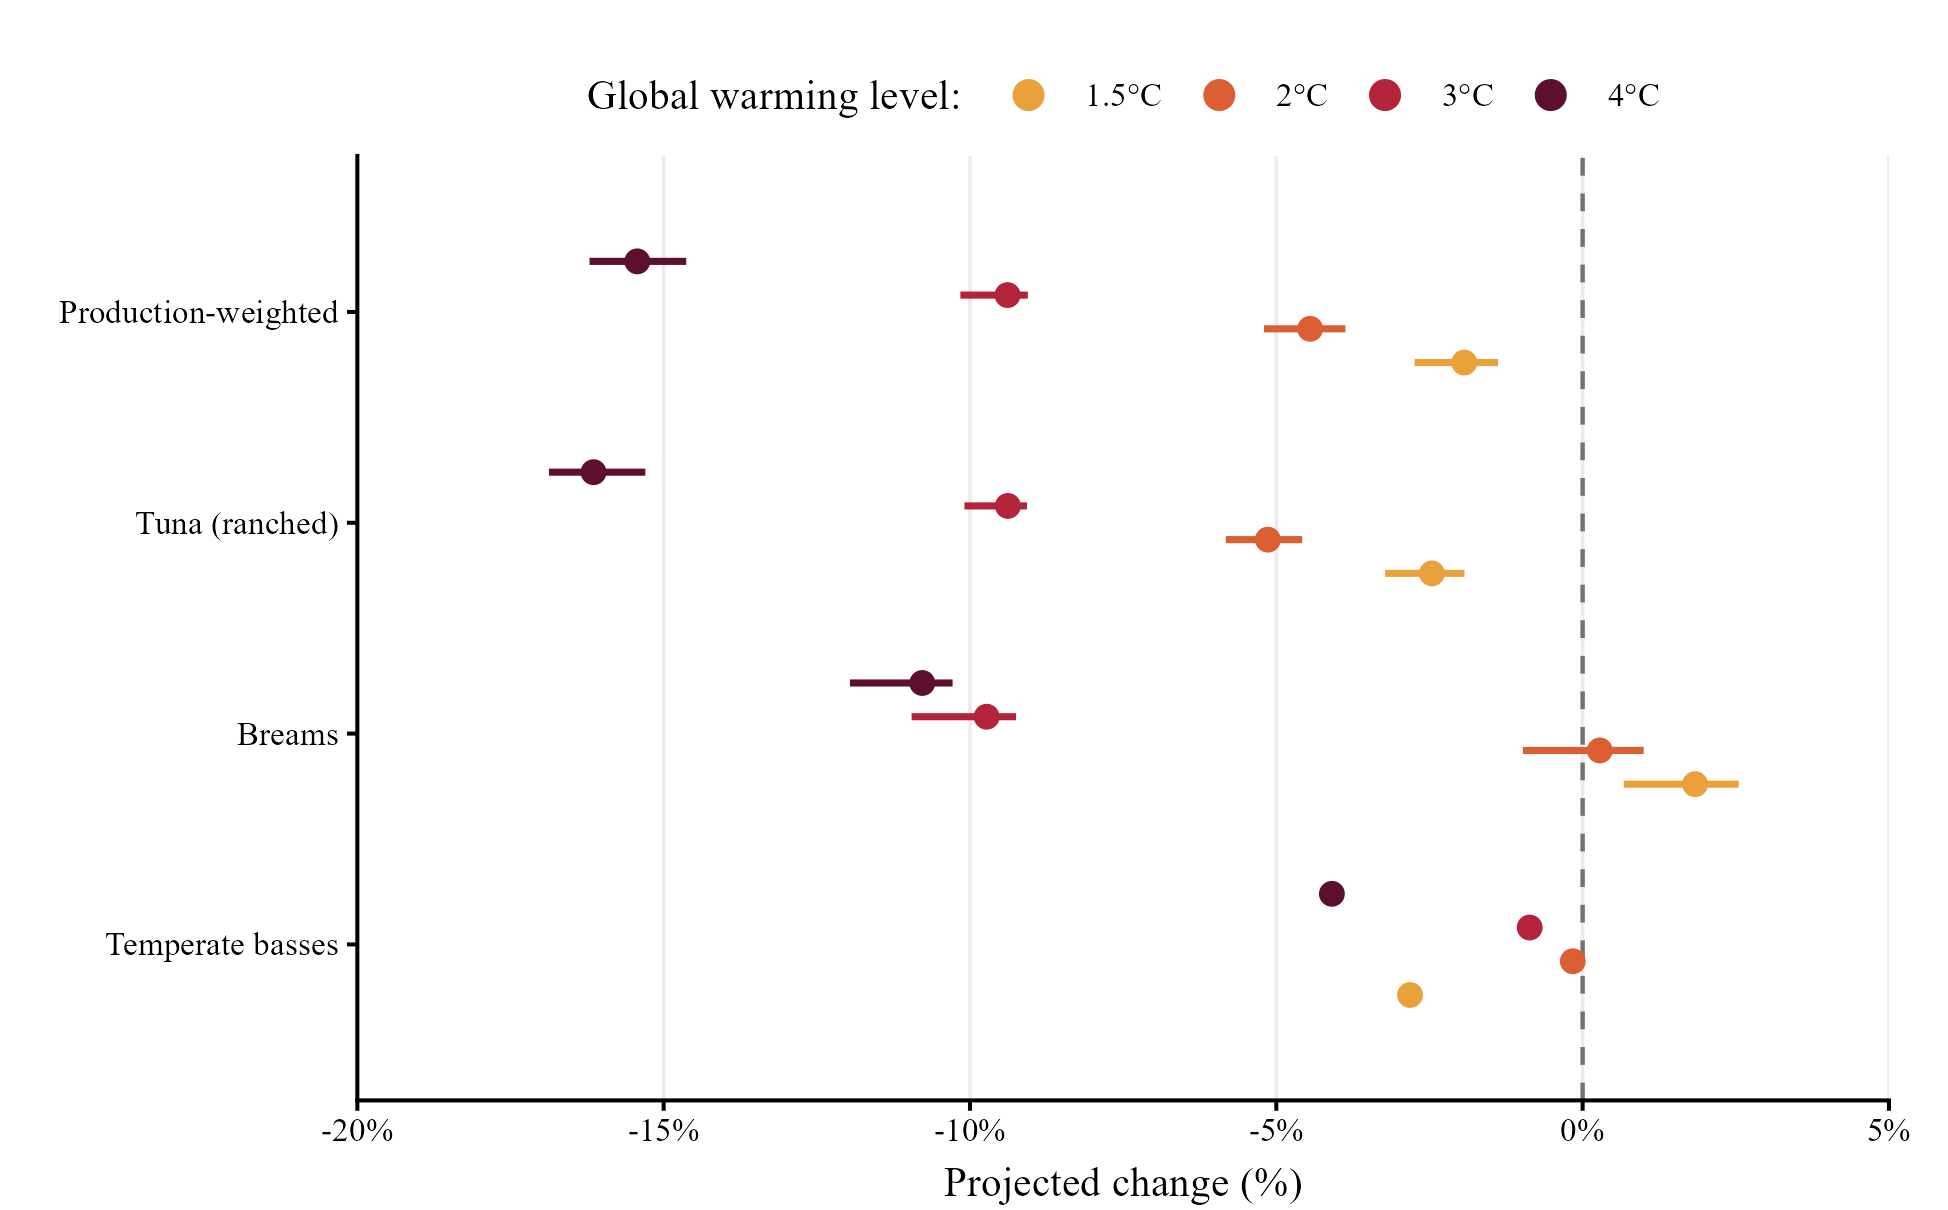 Global warming level: 1.5°C 2°C 3°C 4°C
Production-weighted
Tuna (ranched)
Breams
Temperate basses
-20% -15% -10% -5% 0% 5%
Projected change (%)